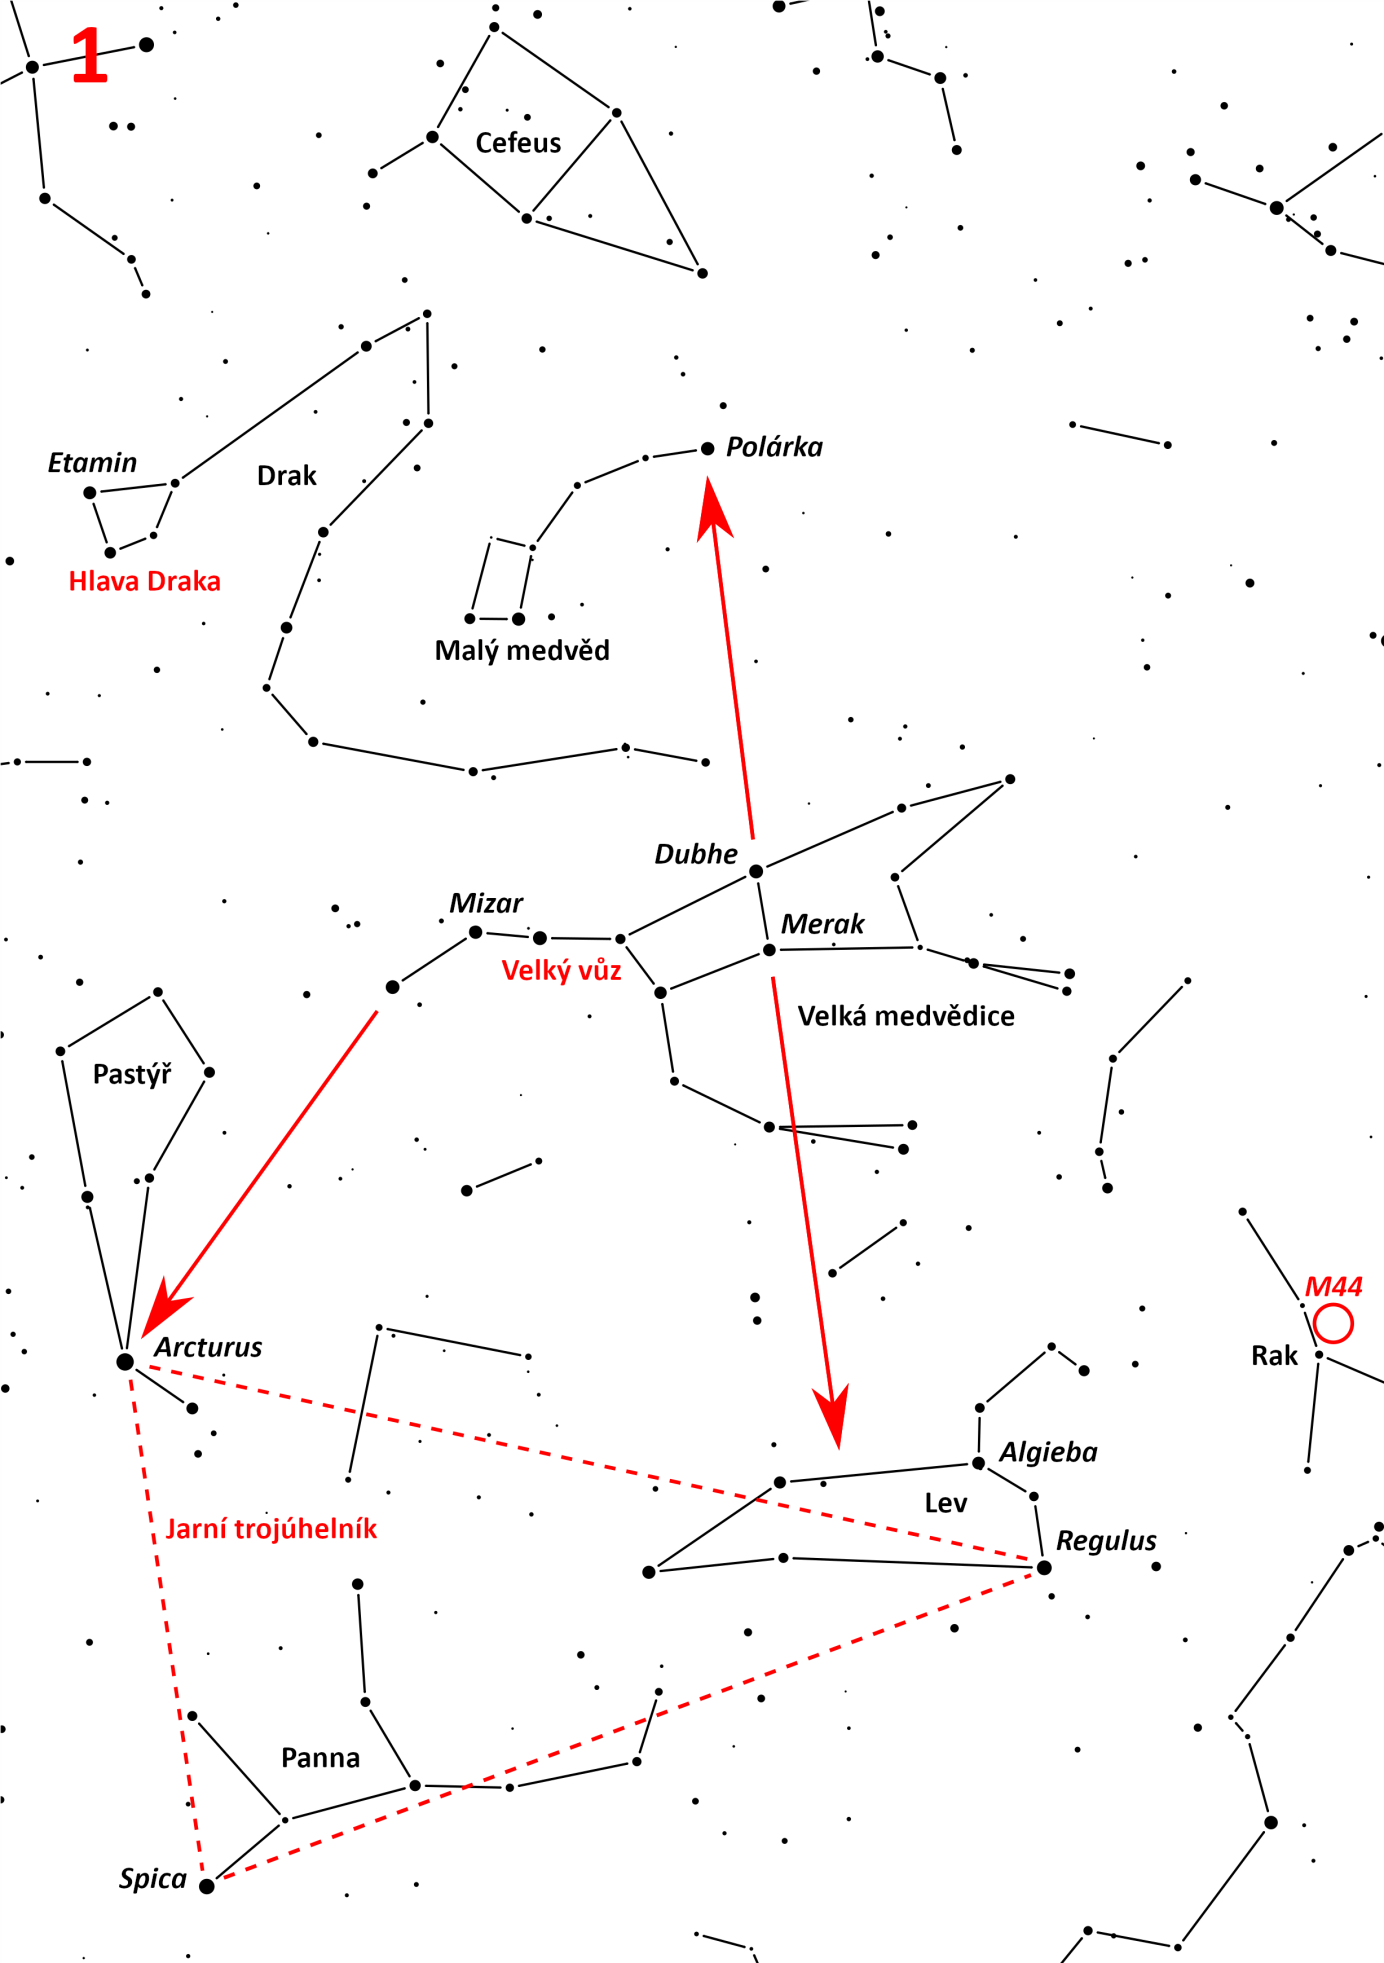 1
Cefeus
Polárka
Etamin
Drak
Hlava Draka
Malý medvěd
Dubhe
Mizar
Merak
Velký vůz
Velká medvědice
Pastýř
M44
Arcturus
Rak
Algieba
Lev
Jarní trojúhelník
Regulus
Panna
Spica